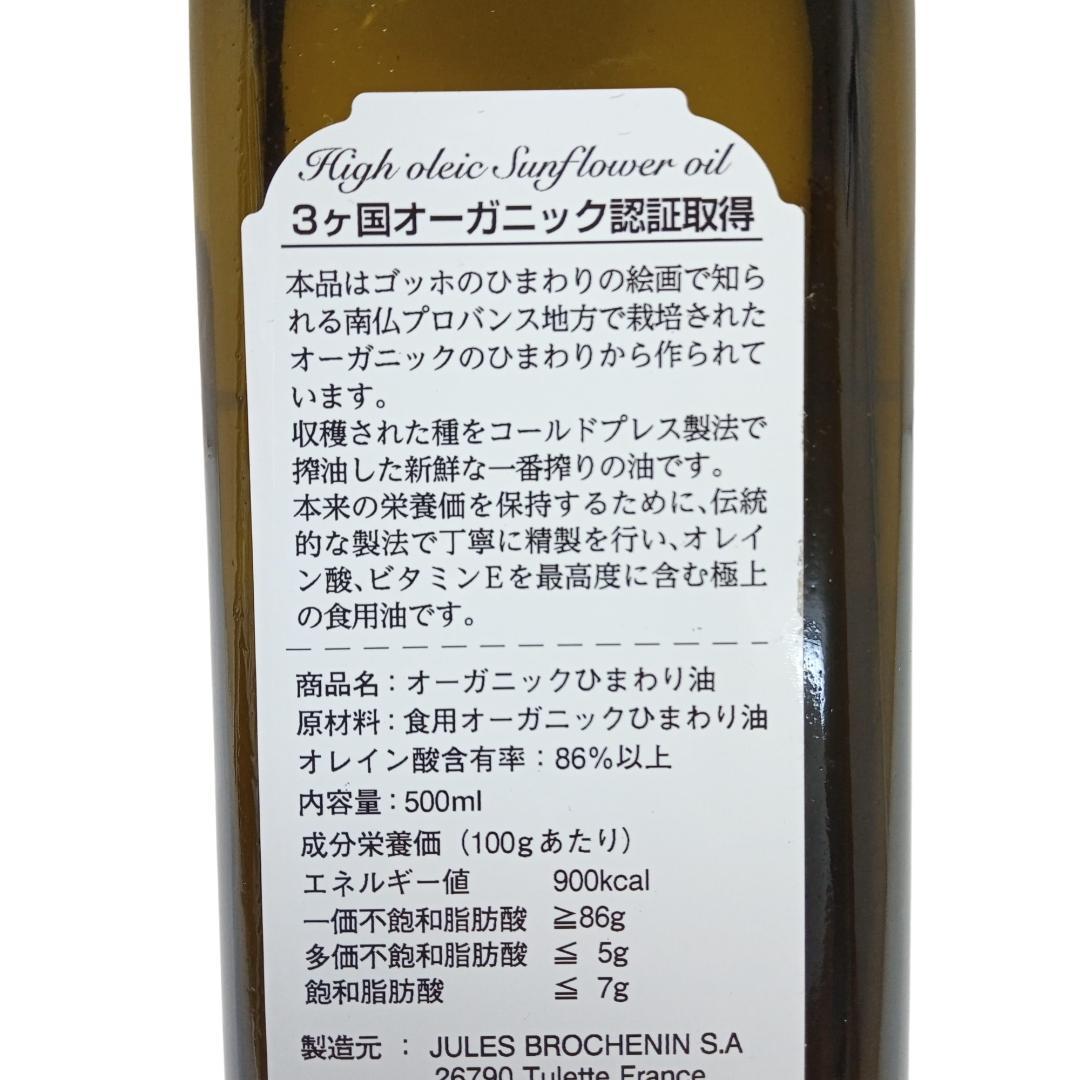 High oleic Sunflower oil
3ヶ国オーガニック認証取得
本品はゴッホのひまわりの絵画で知ら
れる南仏プロバンス地方で栽培された
オーガニックのひまわりから作られて
います。
収穫された種をコールドプレス製法で
搾油した新鮮な一番搾りの油です。
本来の栄養価を保持するために、伝統
的な製法で丁寧に精製を行い、オレイ
ン酸、ビタミンEを最高度に含む極上
の食用油です。
商品名：オーガニックひまわり油
原材料：食用オーガニックひまわり油
オレイン酸含有率：86%以上
内容量：500ml
成分栄養価（100gあたり）
エネルギー値 900kcal
一価不飽和脂肪酸 ≧86g
多価不飽和脂肪酸 ≦ 5g
飽和脂肪酸 ≦ 7g
製造元 ： JULES BROCHENIN S.A
26790 Tulette France